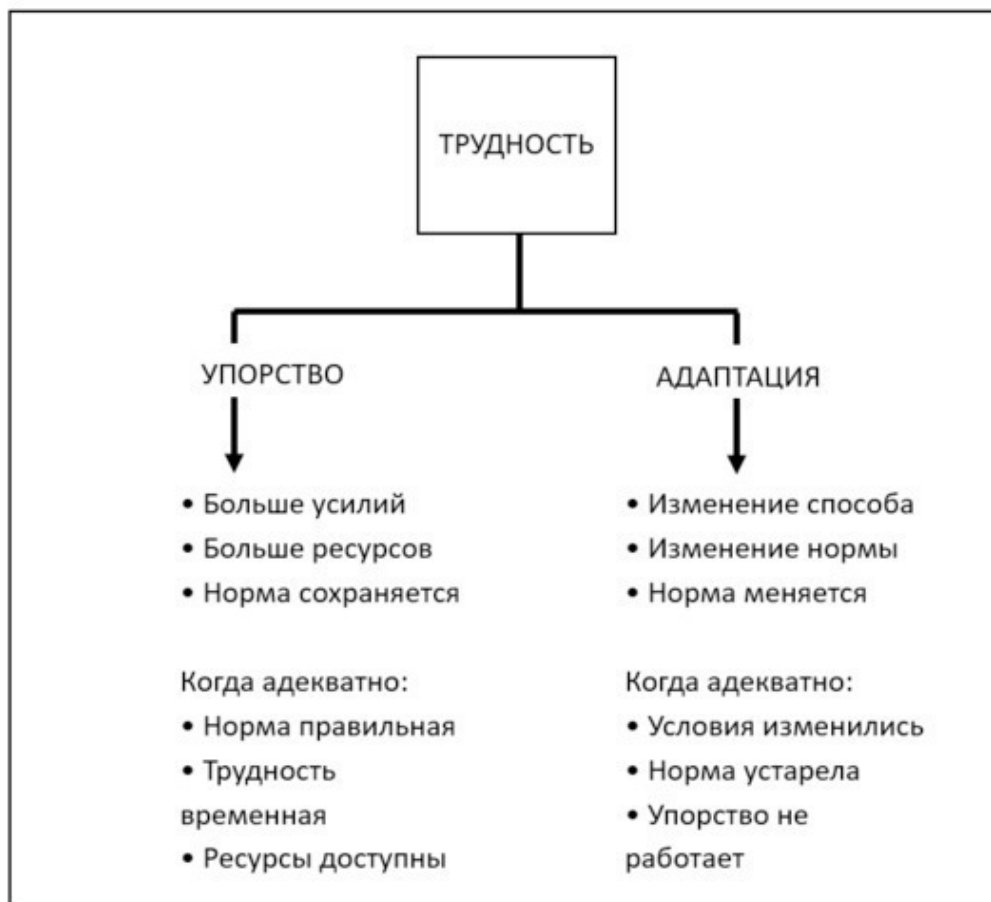 ТРУДНОСТЬ
УПОРСТВО
• Больше усилий
• Больше ресурсов
• Норма сохраняется
Когда адекватно:
• Норма правильная
• Трудность
временная
• Ресурсы доступны
АДАПТАЦИЯ
• Изменение способа
• Изменение нормы
• Норма меняется
Когда адекватно:
• Условия изменились
• Норма устарела
• Упорство не
работает